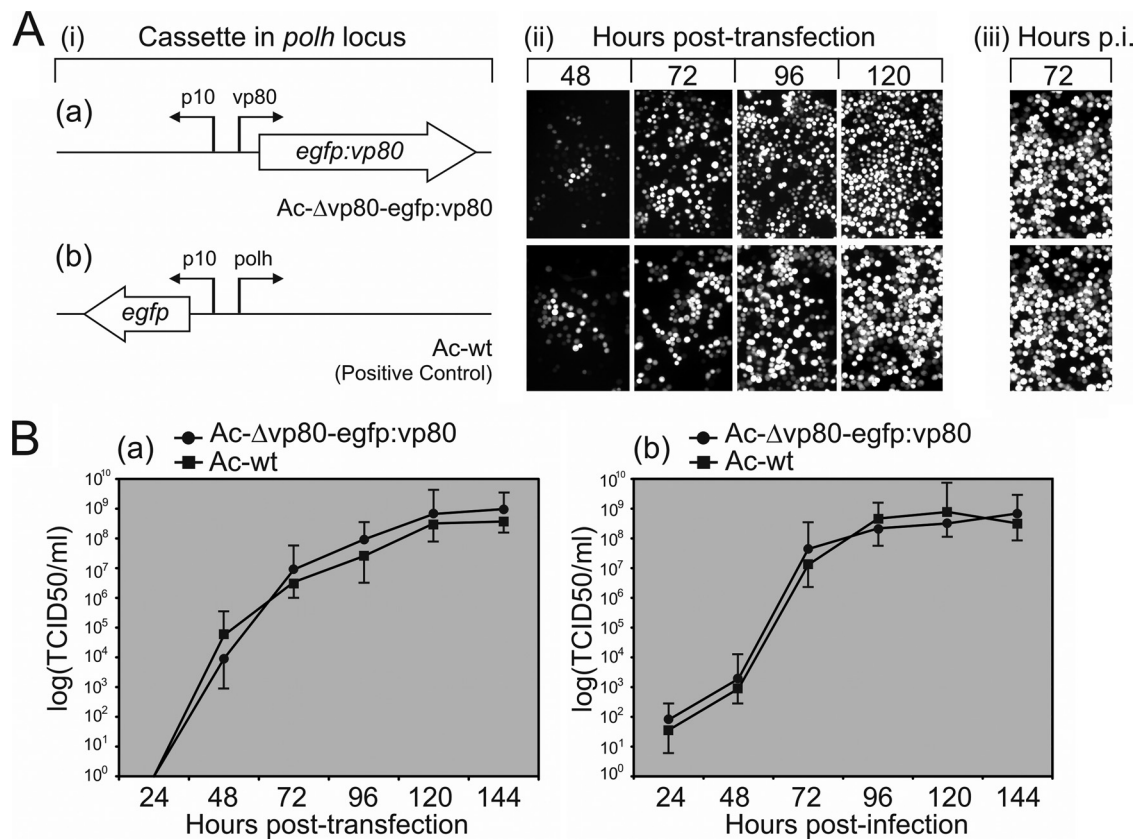 A
(i) Cassette in polh locus
(ii) Hours post-transfection
(iii) Hours p.i.
48 72 96 120
72
(a)
p10 vp80
egfp:vp80
Ac-Δvp80-egfp:vp80
(b)
p10 polh
egfp
Ac-wt
(Positive Control)
B
(a)
Ac-Δvp80-egfp:vp80
Ac-wt
log(TCID50/ml)
10¹⁰
10⁹
10⁸
10⁷
10⁶
10⁵
10⁴
10³
10²
10¹
10⁰
24 48 72 96 120 144
Hours post-transfection
(b)
Ac-Δvp80-egfp:vp80
Ac-wt
log(TCID50/ml)
10¹⁰
10⁹
10⁸
10⁷
10⁶
10⁵
10⁴
10³
10²
10¹
10⁰
24 48 72 96 120 144
Hours post-infection